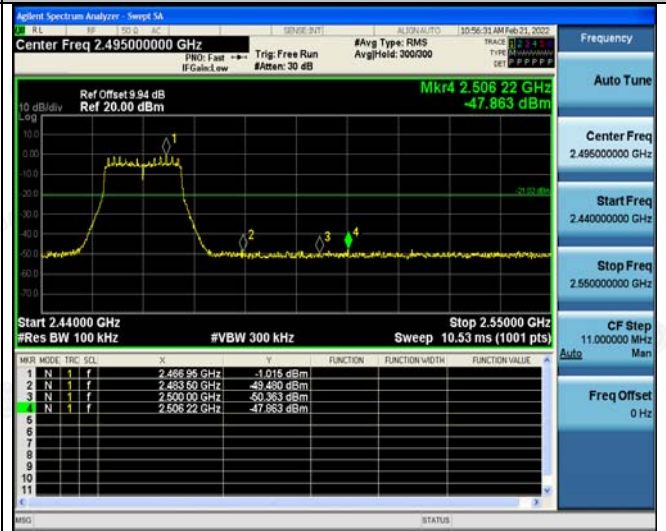 Agilent Spectrum Analyzer - Swept SA
RL RF 50 Ω AC SENSE:INT ALIGNAUTO 10:56:31 AM Feb 21, 2022
Center Freq 2.495000000 GHz
PNO: Fast
IFGain:Low
Trig: Free Run
#Atten: 30 dB
#Avg Type: RMS
Avg|Hold: 300/300
TRACE 1 2 3 4 5 6
TYPE MWWWWW
DET P P P P P P
Ref Offset 9.94 dB
Ref 20.00 dBm
10 dB/div
Log
Mkr4 2.506 22 GHz
-47.863 dBm
10.0
0.00
-10.0
-20.0
-30.0
-40.0
-50.0
-60.0
-70.0
1
2
3
4
-21.02 dBm
Start 2.44000 GHz
Stop 2.55000 GHz
#Res BW 100 kHz
#VBW 300 kHz
Sweep 10.53 ms (1001 pts)
MKR MODE TRC SCL X Y FUNCTION FUNCTION WIDTH FUNCTION VALUE
1 N 1 f 2.466 95 GHz -1.015 dBm
2 N 1 f 2.483 50 GHz -49.480 dBm
3 N 1 f 2.500 00 GHz -50.363 dBm
4 N 1 f 2.506 22 GHz -47.863 dBm
5
6
7
8
9
10
11
MSG
STATUS
Frequency
Auto Tune
Center Freq
2.495000000 GHz
Start Freq
2.440000000 GHz
Stop Freq
2.550000000 GHz
CF Step
11.000000 MHz
Auto Man
Freq Offset
0 Hz